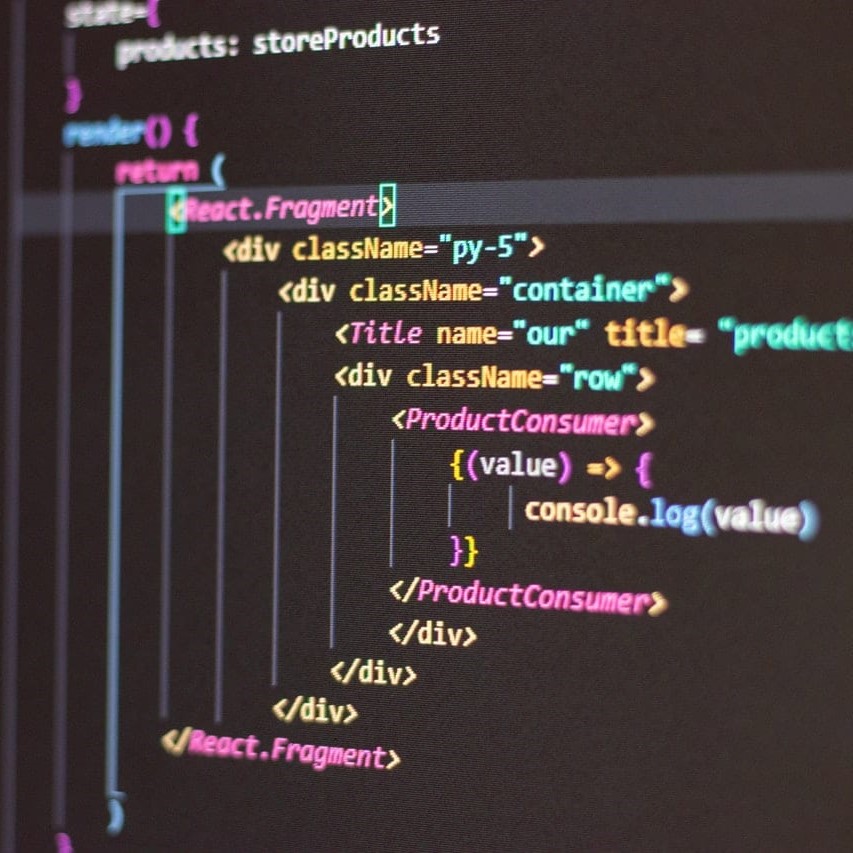 state={
products: storeProducts
}
render() {
return (
<React.Fragment>
<div className="py-5">
<div className="container">
<Title name="our" title= "product
<div className="row">
<ProductConsumer>
{(value) => {
console.log(value)
}}
</ProductConsumer>
</div>
</div>
</div>
</React.Fragment>
)
}